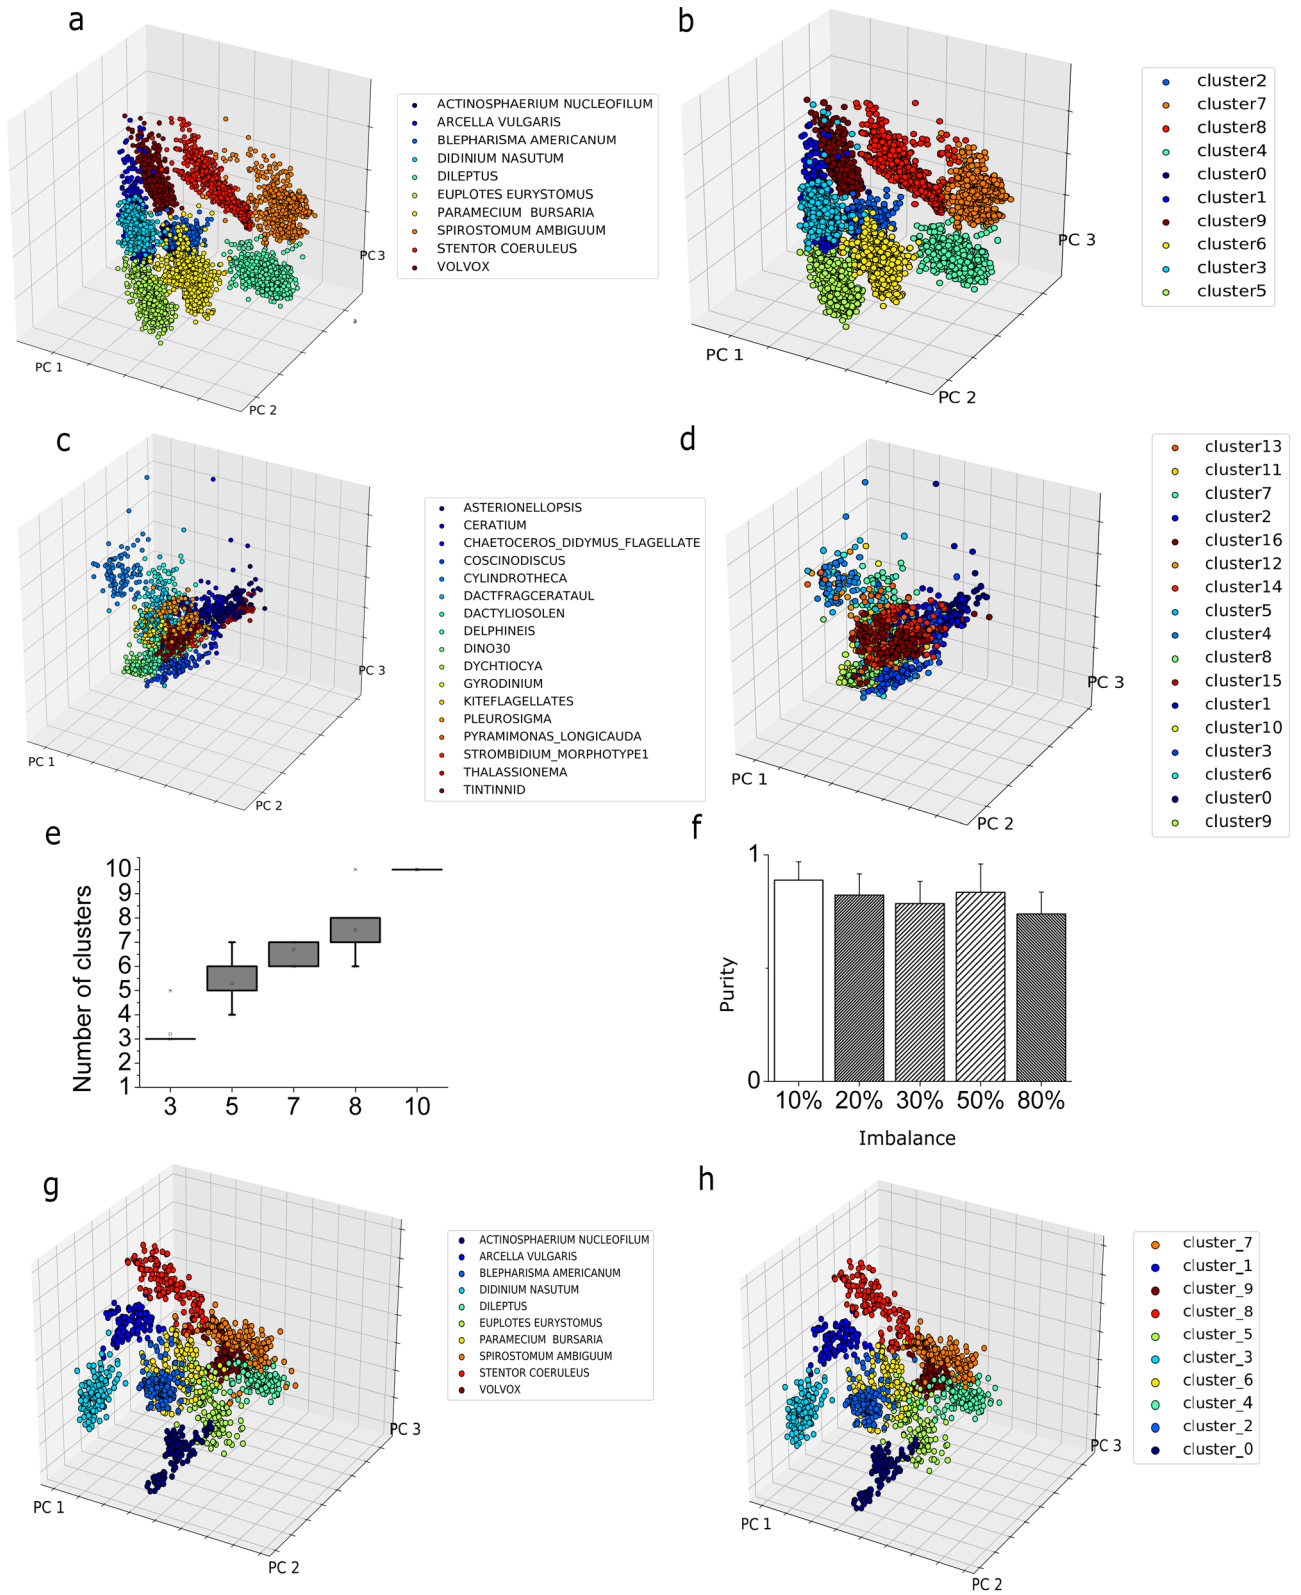 a
PC 1
PC 2
PC3
a
ACTINOSPHAERIUM NUCLEOFILUM
ARCELLA VULGARIS
BLEPHARISMA AMERICANUM
DIDINIUM NASUTUM
DILEPTUS
EUPLOTES EURYSTOMUS
PARAMECIUM BURSARIA
SPIROSTOMUM AMBIGUUM
STENTOR COERULEUS
VOLVOX
b
PC 1
PC 2
PC 3
cluster2
cluster7
cluster8
cluster4
cluster0
cluster1
cluster9
cluster6
cluster3
cluster5
c
PC 1
PC 2
PC 3
ASTERIONELLOPSIS
CERATIUM
CHAETOCEROS_DIDYMUS_FLAGELLATE
COSCINODISCUS
CYLINDROTHECA
DACTFRAGCERATAUL
DACTYLIOSOLEN
DELPHINEIS
DINO30
DYCHTIOCYA
GYRODINIUM
KITEFLAGELLATES
PLEUROSIGMA
PYRAMIMONAS_LONGICAUDA
STROMBIDIUM_MORPHOTYPE1
THALASSIONEMA
TINTINNID
d
PC 1
PC 2
PC 3
cluster13
cluster11
cluster7
cluster2
cluster16
cluster12
cluster14
cluster5
cluster4
cluster8
cluster15
cluster1
cluster10
cluster3
cluster6
cluster0
cluster9
e
Number of clusters
10
9
8
7
6
5
4
3
2
1
3 5 7 8 10
f
Purity
1
0
10% 20% 30% 50% 80%
Imbalance
g
PC 1
PC 2
PC 3
ACTINOSPHAERIUM NUCLEOFILUM
ARCELLA VULGARIS
BLEPHARISMA AMERICANUM
DIDINIUM NASUTUM
DILEPTUS
EUPLOTES EURYSTOMUS
PARAMECIUM BURSARIA
SPIROSTOMUM AMBIGUUM
STENTOR COERULEUS
VOLVOX
h
PC 1
PC 2
PC 3
cluster_7
cluster_1
cluster_9
cluster_8
cluster_5
cluster_3
cluster_6
cluster_4
cluster_2
cluster_0